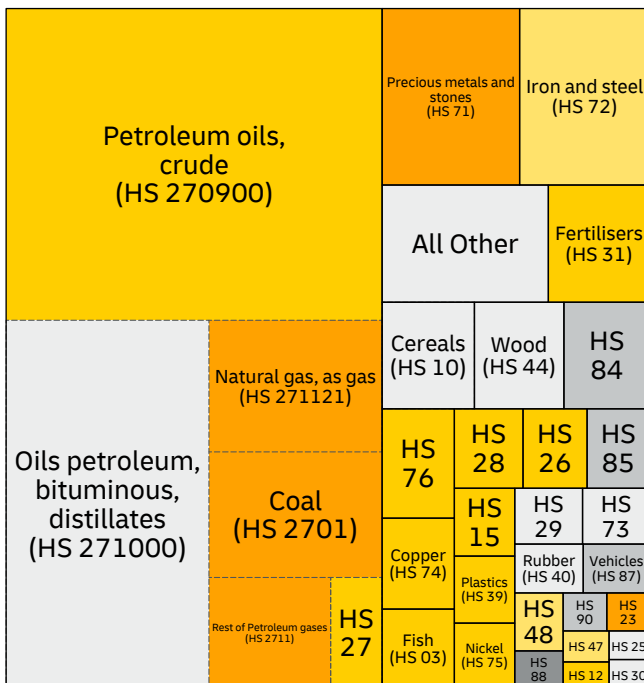 Petroleum oils,
crude
(HS 270900)
Oils petroleum,
bituminous,
distillates
(HS 271000)
Natural gas, as gas
(HS 271121)
Coal
(HS 2701)
Rest of Petroleum gases
(HS 2711)
HS
27
Precious metals and
stones
(HS 71)
Iron and steel
(HS 72)
All Other
Fertilisers
(HS 31)
Cereals
(HS 10)
Wood
(HS 44)
HS
84
HS
76
HS
28
HS
26
HS
85
HS
15
HS
29
HS
73
Copper
(HS 74)
Plastics
(HS 39)
Rubber
(HS 40)
Vehicles
(HS 87)
Fish
(HS 03)
Nickel
(HS 75)
HS
48
HS
90
HS
23
HS 47
HS 25
HS
88
HS 12
HS 30